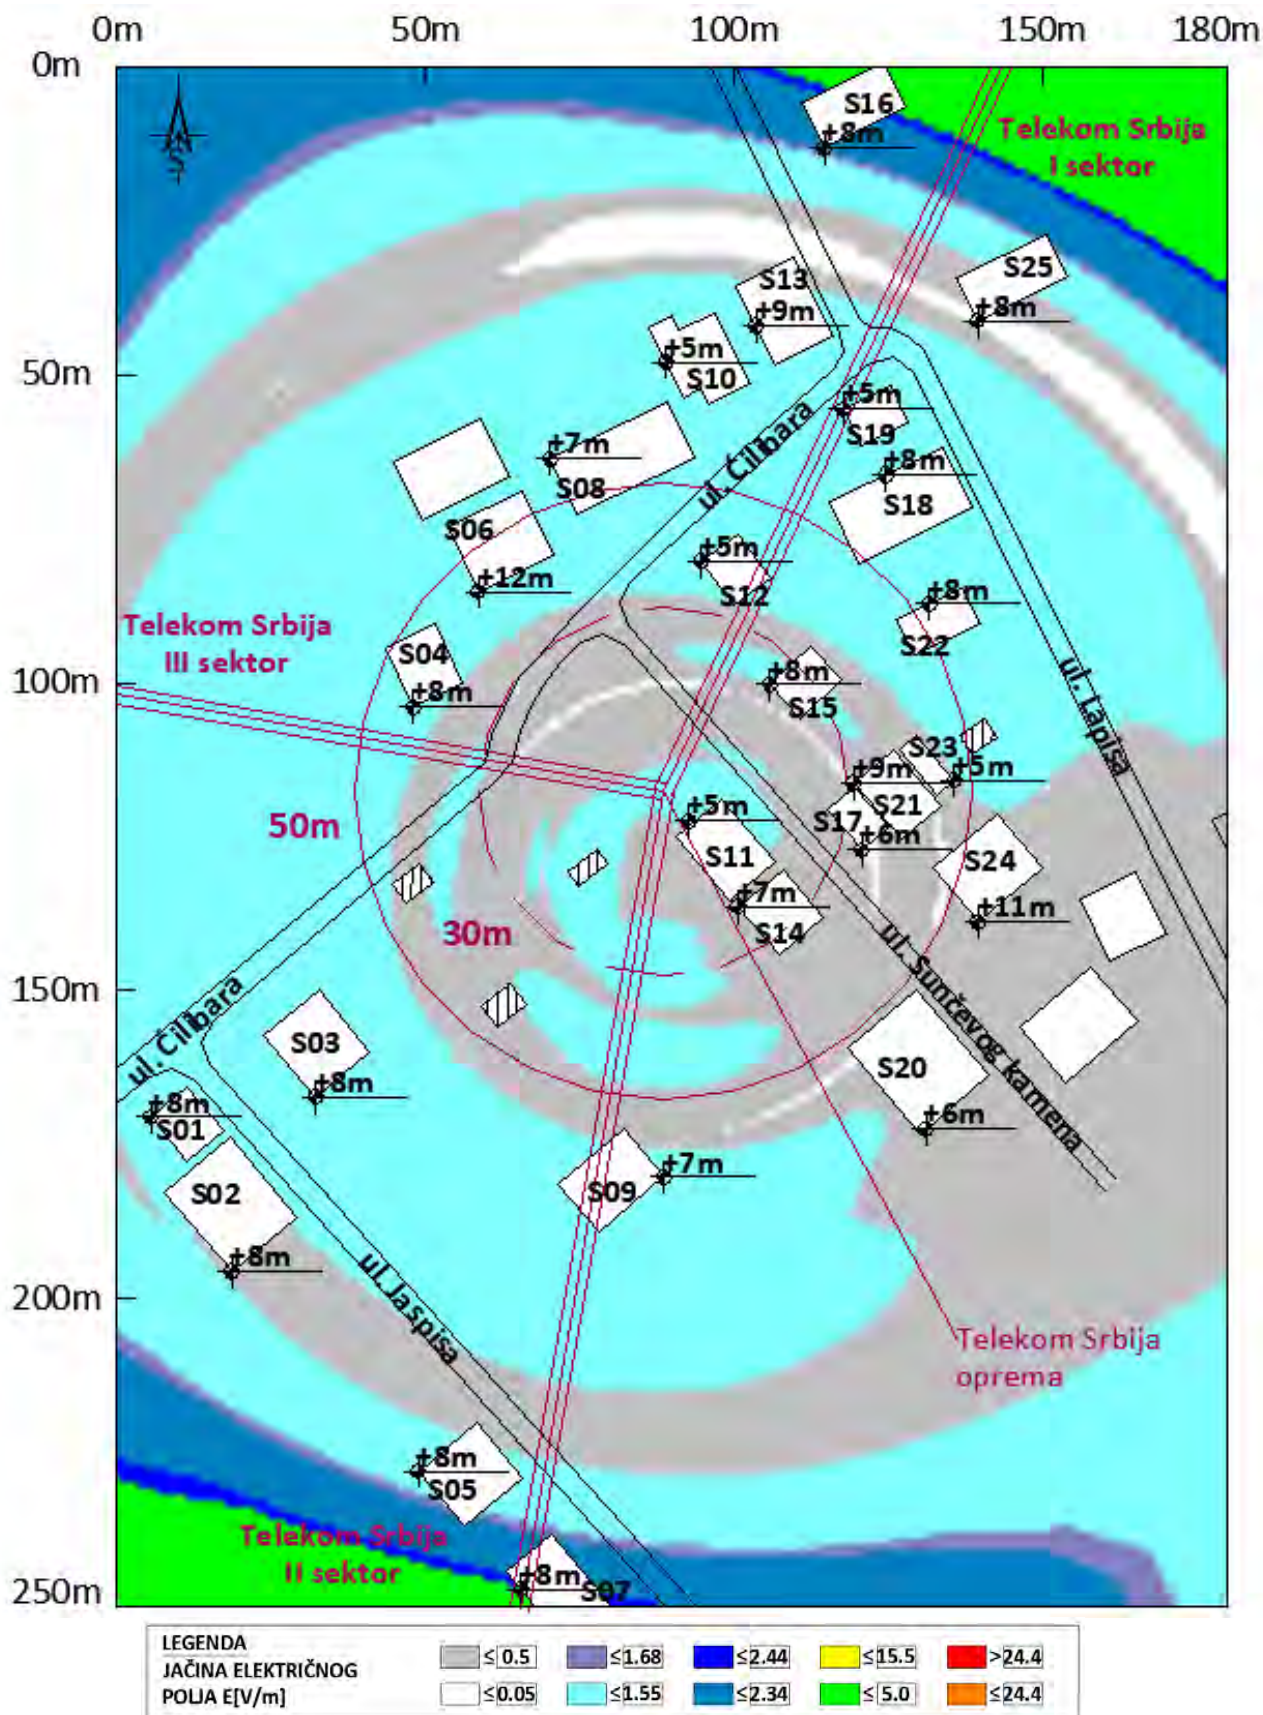 0m 50m 100m 150m 180m
0m
S
S16
+8m
Telekom Srbija
I sektor
S25
+8m
S13
+9m
+5m
S10
50m
+5m
S19
ul. Ćilibara
+7m
S08
+8m
S18
S06
+12m
+5m
S12
+8m
S22
Telekom Srbija
III sektor
S04
+8m
100m
+8m
S15
ul. Lapisa
S23
+5m
+9m
S21
S17
+6m
50m
+5m
S11
S24
+11m
+7m
S14
30m
ul. Sunčevog kamena
150m
ul. Ćilibara
S03
+8m
S20
+6m
+8m
S01
S02
+8m
+7m
S09
ul. Jaspisa
200m
Telekom Srbija
oprema
+8m
S05
Telekom Srbija
II sektor
+8m
S07
250m
LEGENDA
JAČINA ELEKTRIČNOG
POLJA E[V/m]
≤0.5 ≤1.68 ≤2.44 ≤15.5 >24.4
≤0.05 ≤1.55 ≤2.34 ≤5.0 ≤24.4